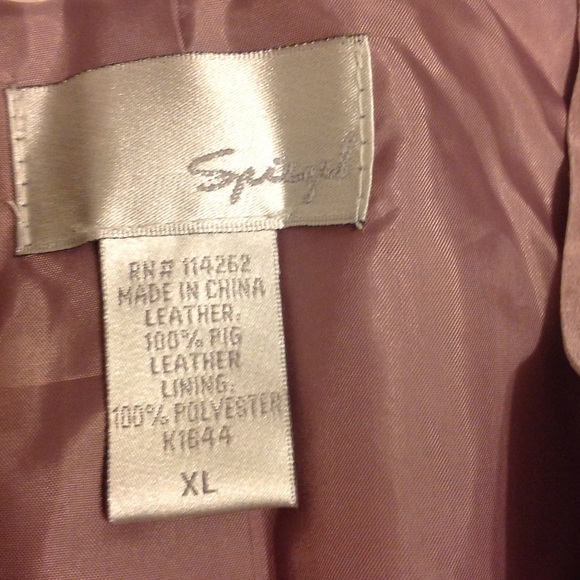 Spiegel
RN# 114262
MADE IN CHINA
LEATHER:
100% PIG
LEATHER
LINING:
100% POLYESTER
K1644
XL